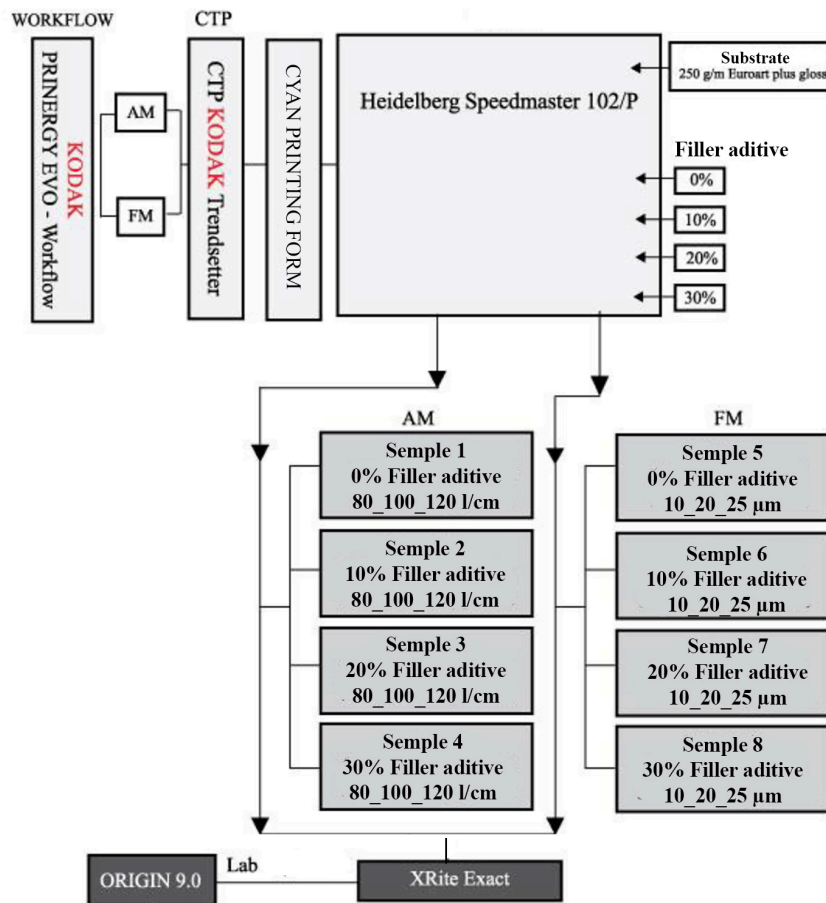 WORKFLOW
CTP
KODAK
PRINERGY EVO - Workflow
AM
FM
CTP KODAK Trendsetter
CYAN PRINTING FORM
Heidelberg Speedmaster 102/P
Substrate
250 g/m Euroart plus gloss
Filler aditive
0%
10%
20%
30%
AM
Semple 1
0% Filler aditive
80_100_120 l/cm
Semple 2
10% Filler aditive
80_100_120 l/cm
Semple 3
20% Filler aditive
80_100_120 l/cm
Semple 4
30% Filler aditive
80_100_120 l/cm
FM
Semple 5
0% Filler aditive
10_20_25 µm
Semple 6
10% Filler aditive
10_20_25 µm
Semple 7
20% Filler aditive
10_20_25 µm
Semple 8
30% Filler aditive
10_20_25 µm
ORIGIN 9.0
Lab
XRite Exact